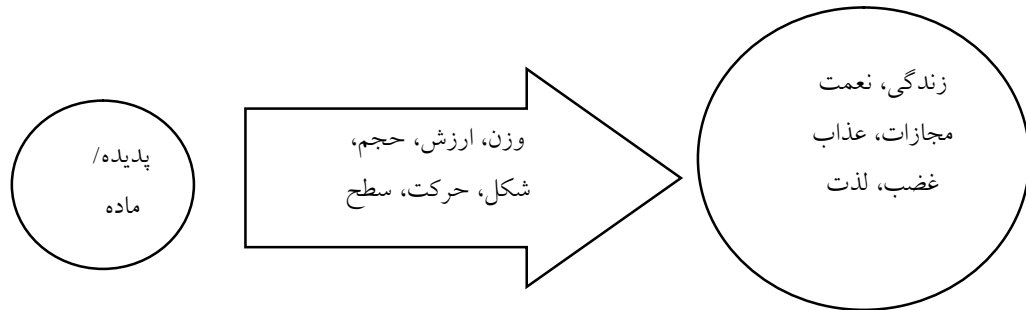 پدیده/
ماده
وزن، ارزش، حجم،
شکل، حرکت، سطح
زندگی، نعمت
مجازات، عذاب
غضب، لذت